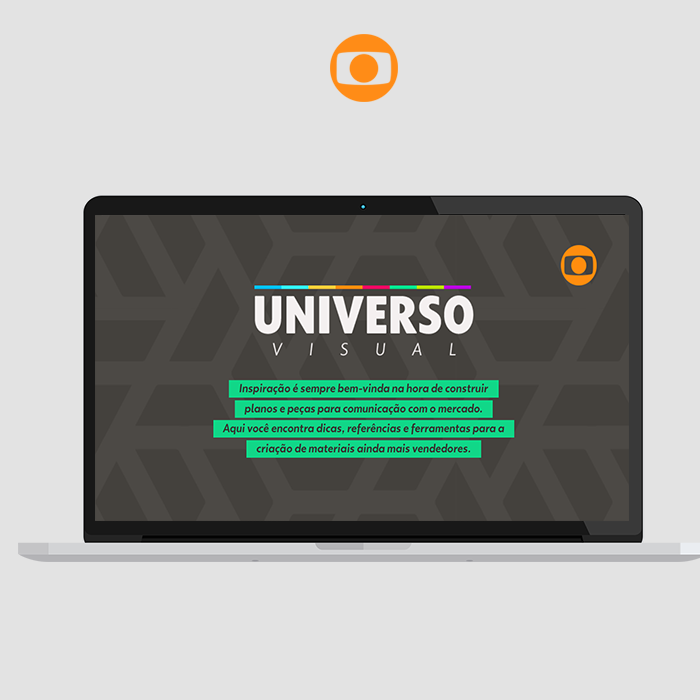 UNIVERSO
VISUAL
Inspiração é sempre bem-vinda na hora de construir
planos e peças para comunicação com o mercado.
Aqui você encontra dicas, referências e ferramentas para a
criação de materiais ainda mais vendedores.